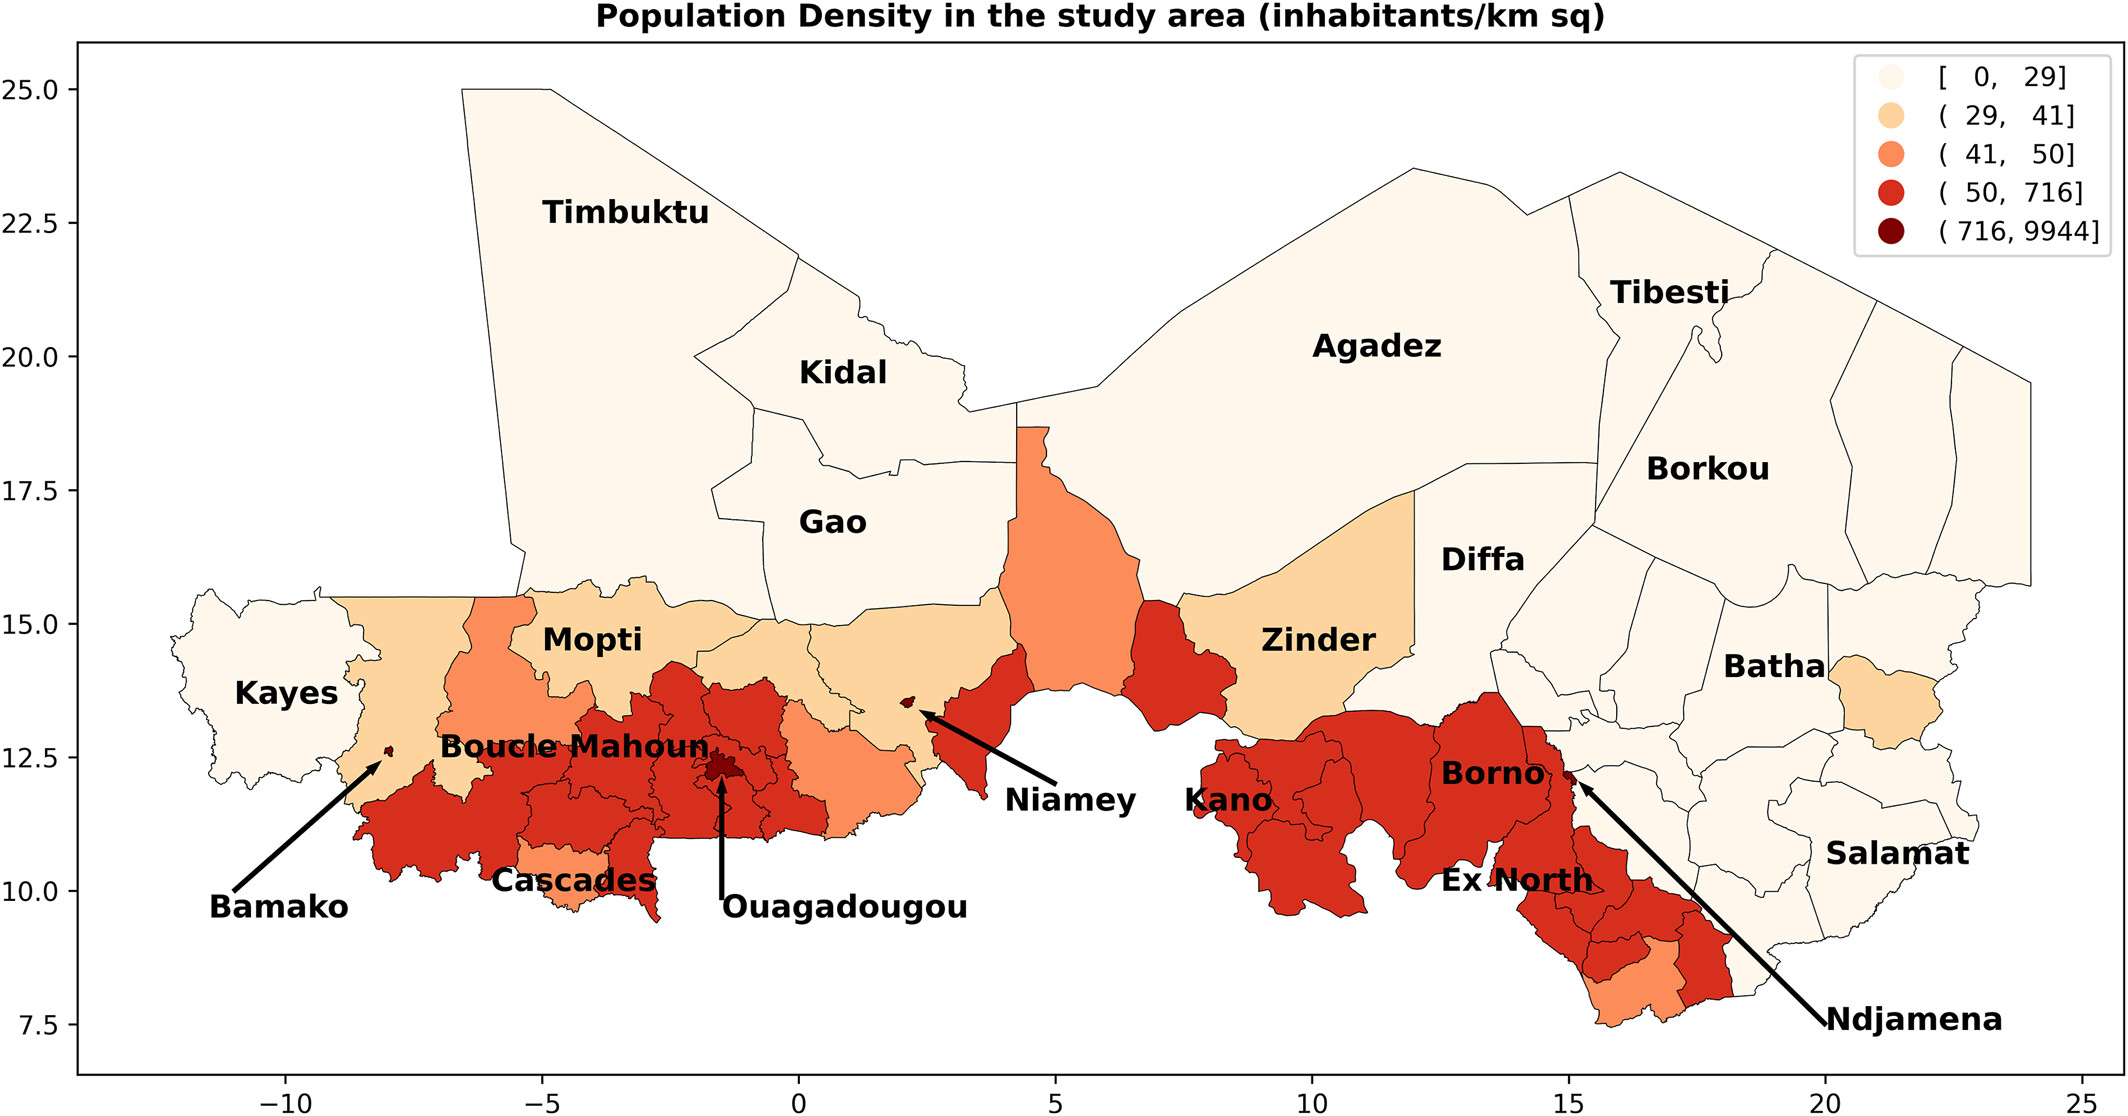 Population Density in the study area (inhabitants/km sq)
[ 0, 29]
( 29, 41]
( 41, 50]
( 50, 716]
( 716, 9944]
25.0
22.5
20.0
17.5
15.0
12.5
10.0
7.5
Timbuktu
Tibesti
Agadez
Kidal
Borkou
Gao
Diffa
Mopti
Zinder
Batha
Kayes
Boucle Mahoun
Borno
Niamey
Kano
Salamat
Cascades
Ex North
Bamako
Ouagadougou
Ndjamena
−10
−5
0
5
10
15
20
25